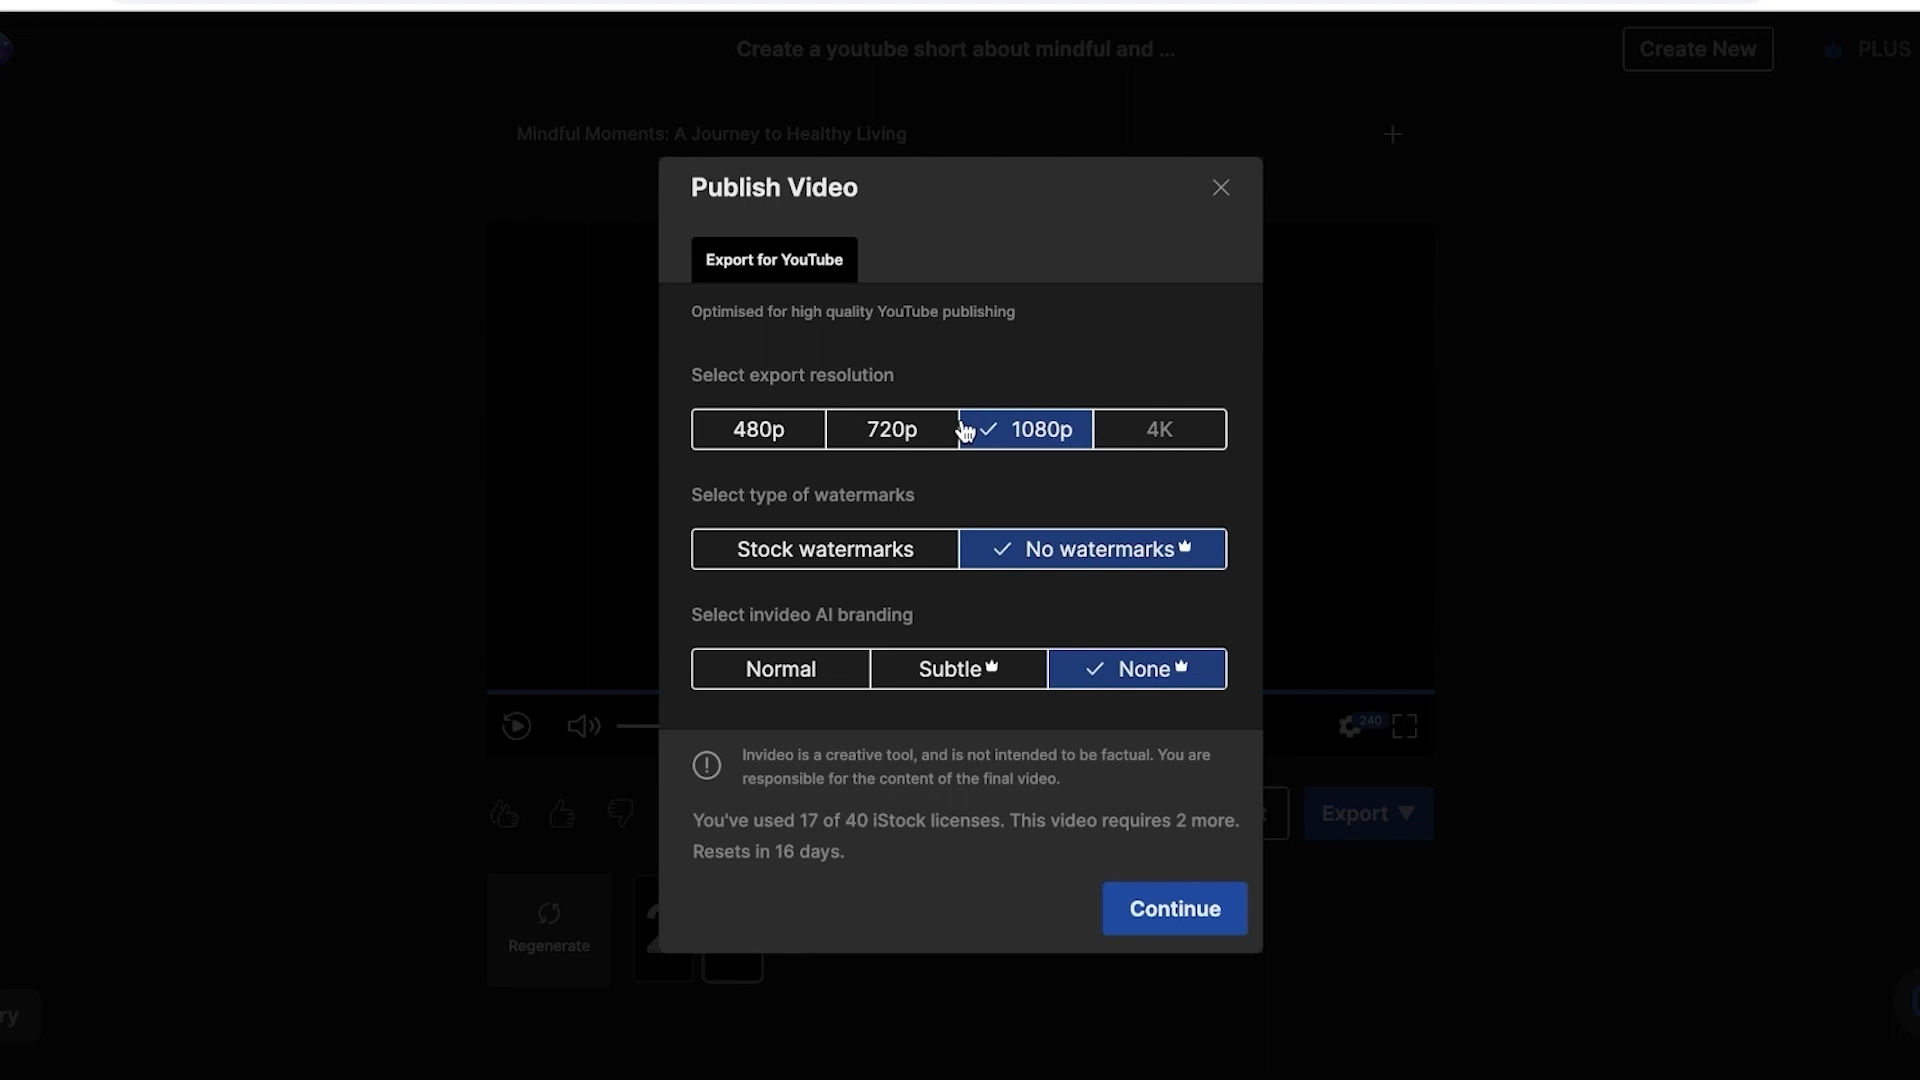 Create a youtube short about mindful and ...
Create New
PLUS
Mindful Moments: A Journey to Healthy Living
Publish Video
Export for YouTube
Optimised for high quality YouTube publishing
Select export resolution
480p
720p
1080p
4K
Select type of watermarks
Stock watermarks
No watermarks
Select invideo AI branding
Normal
Subtle
None
240
Invideo is a creative tool, and is not intended to be factual. You are
responsible for the content of the final video.
Export
You've used 17 of 40 iStock licenses. This video requires 2 more.
Resets in 16 days.
Continue
Regenerate
2
ry